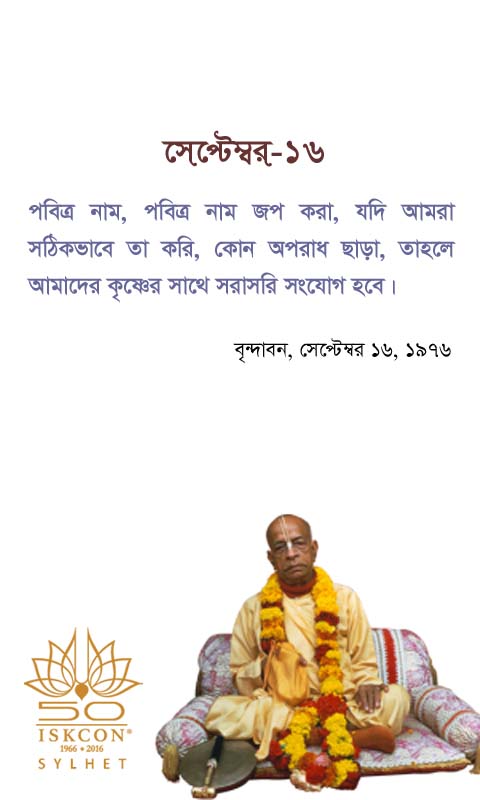 সেপ্টেম্বর-১৬
পবিত্র নাম, পবিত্র নাম জপ করা, যদি আমরা
সঠিকভাবে তা করি, কোন অপরাধ ছাড়া, তাহলে
আমাদের কৃষ্ণের সাথে সরাসরি সংযোগ হবে।
বৃন্দাবন, সেপ্টেম্বর ১৬, ১৯৭৬
50
ISKCON®
1966 • 2016
SYLHET